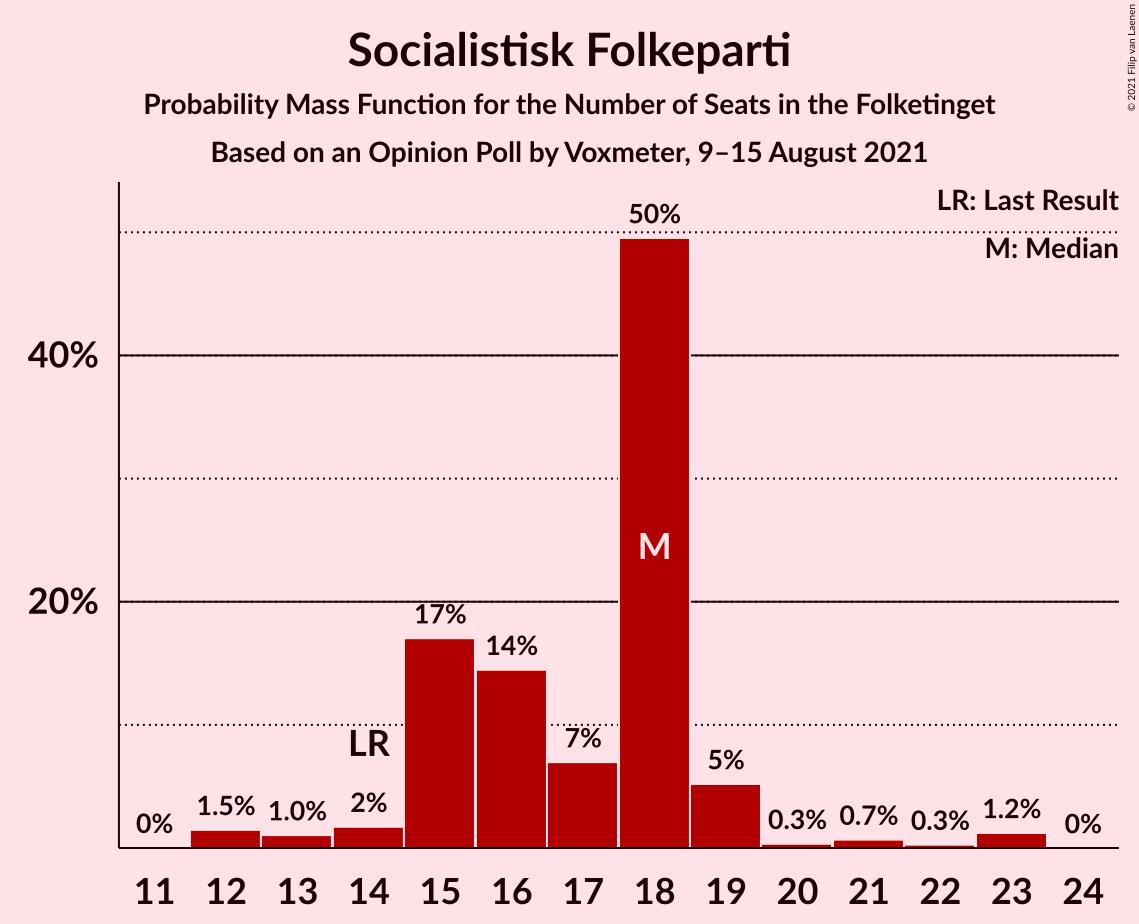 Socialistisk Folkeparti
Probability Mass Function for the Number of Seats in the Folketinget
Based on an Opinion Poll by Voxmeter, 9–15 August 2021
© 2021 Filip van Laenen
LR: Last Result
M: Median
50%
40%
20%
M
17%
14%
7%
5%
LR
0%
1.5%
1.0%
2%
0.3%
0.7%
0.3%
1.2%
0%
11 12 13 14 15 16 17 18 19 20 21 22 23 24